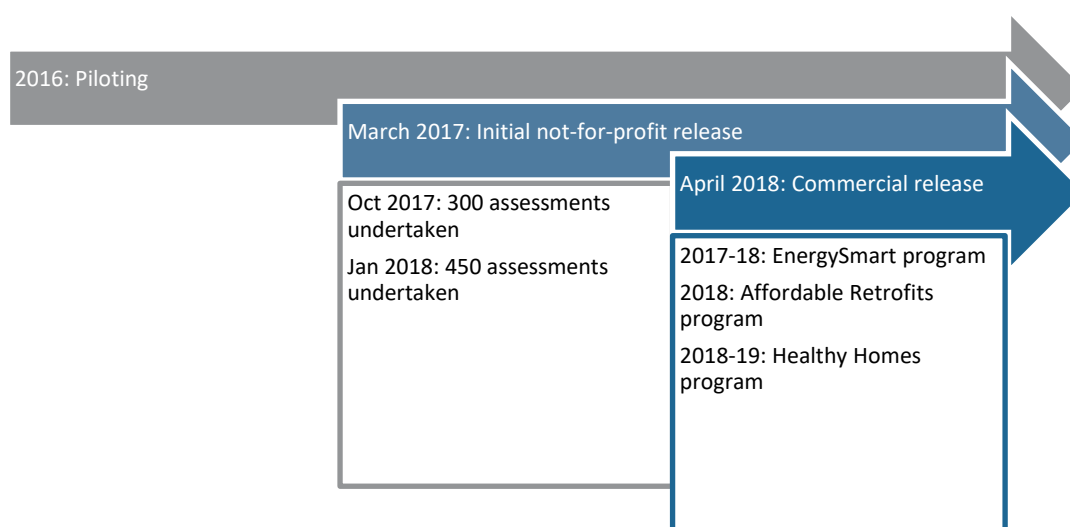 2016: Piloting
March 2017: Initial not-for-profit release
Oct 2017: 300 assessments
undertaken
Jan 2018: 450 assessments
undertaken
April 2018: Commercial release
2017-18: EnergySmart program
2018: Affordable Retrofits
program
2018-19: Healthy Homes
program